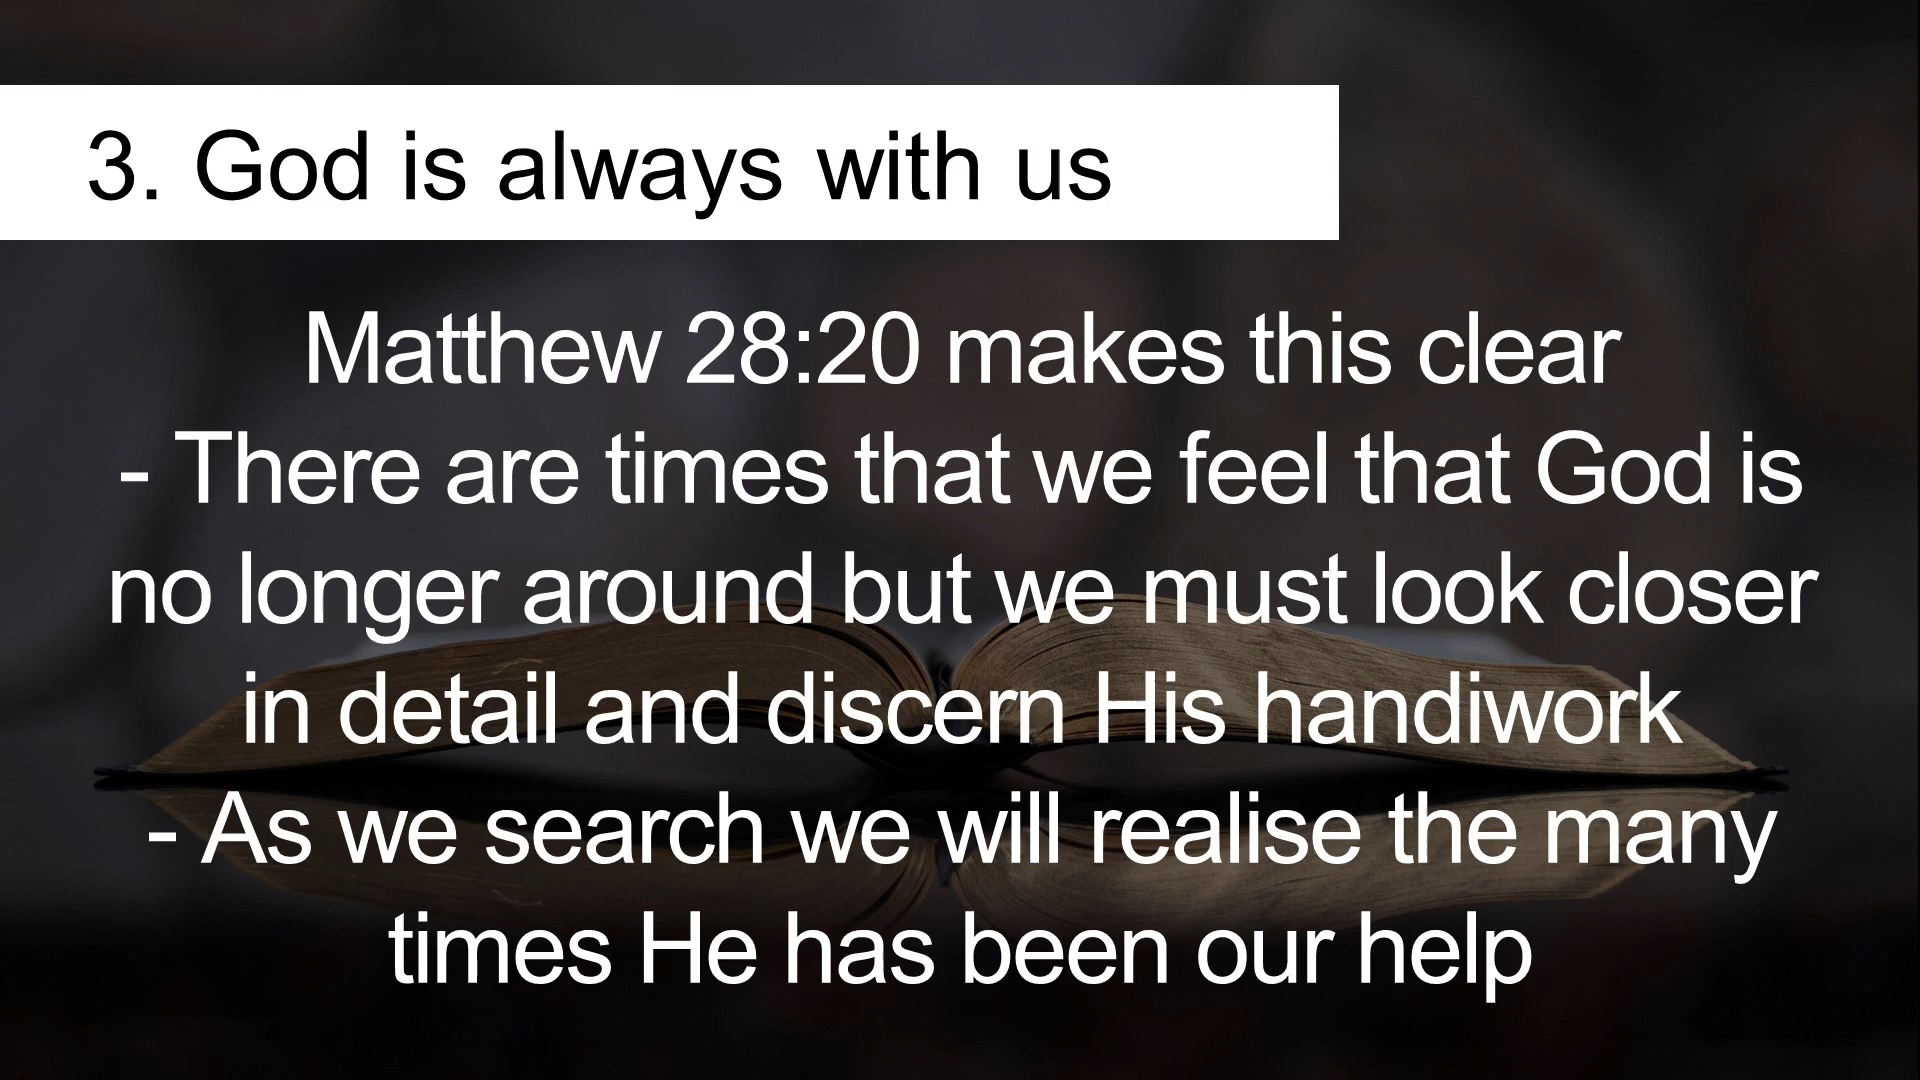 3. God is always with us
Matthew 28:20 makes this clear
- There are times that we feel that God is
no longer around but we must look closer
in detail and discern His handiwork
- As we search we will realise the many
times He has been our help